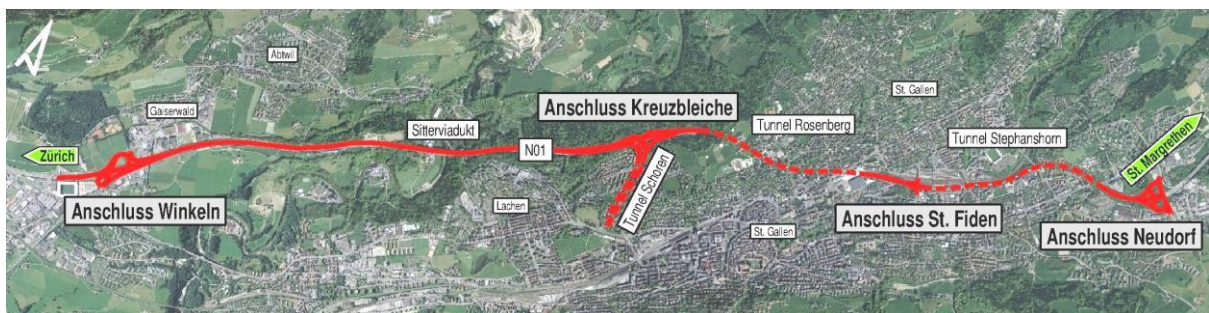 Abtwil
St. Gallen
Gaiserwald
Anschluss Kreuzbleiche
Sitterviadukt
Tunnel Rosenberg
Tunnel Stephanshorn
St. Margrethen
Zürich
N01
Tunnel Schoren
Anschluss Winkeln
Lachen
St. Gallen
Anschluss St. Fiden
Anschluss Neudorf